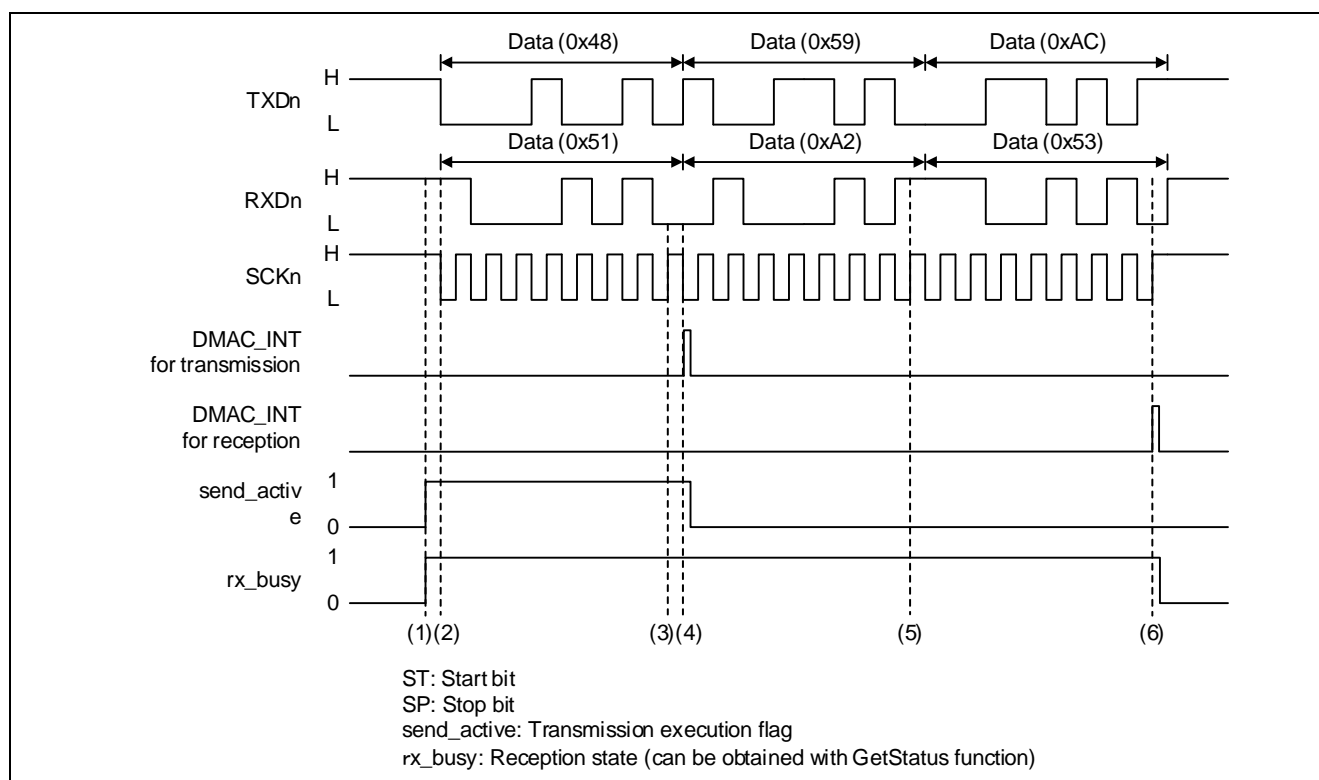 Data (0x48) Data (0x59) Data (0xAC)
H
TXDn
L
Data (0x51) Data (0xA2) Data (0x53)
H
RXDn
L
H
SCKn
L
DMAC_INT
for transmission
DMAC_INT
for reception
1
send_activ
e
0
1
rx_busy
0
(1) (2) (3) (4) (5) (6)
ST: Start bit
SP: Stop bit
send_active: Transmission execution flag
rx_busy: Reception state (can be obtained with GetStatus function)